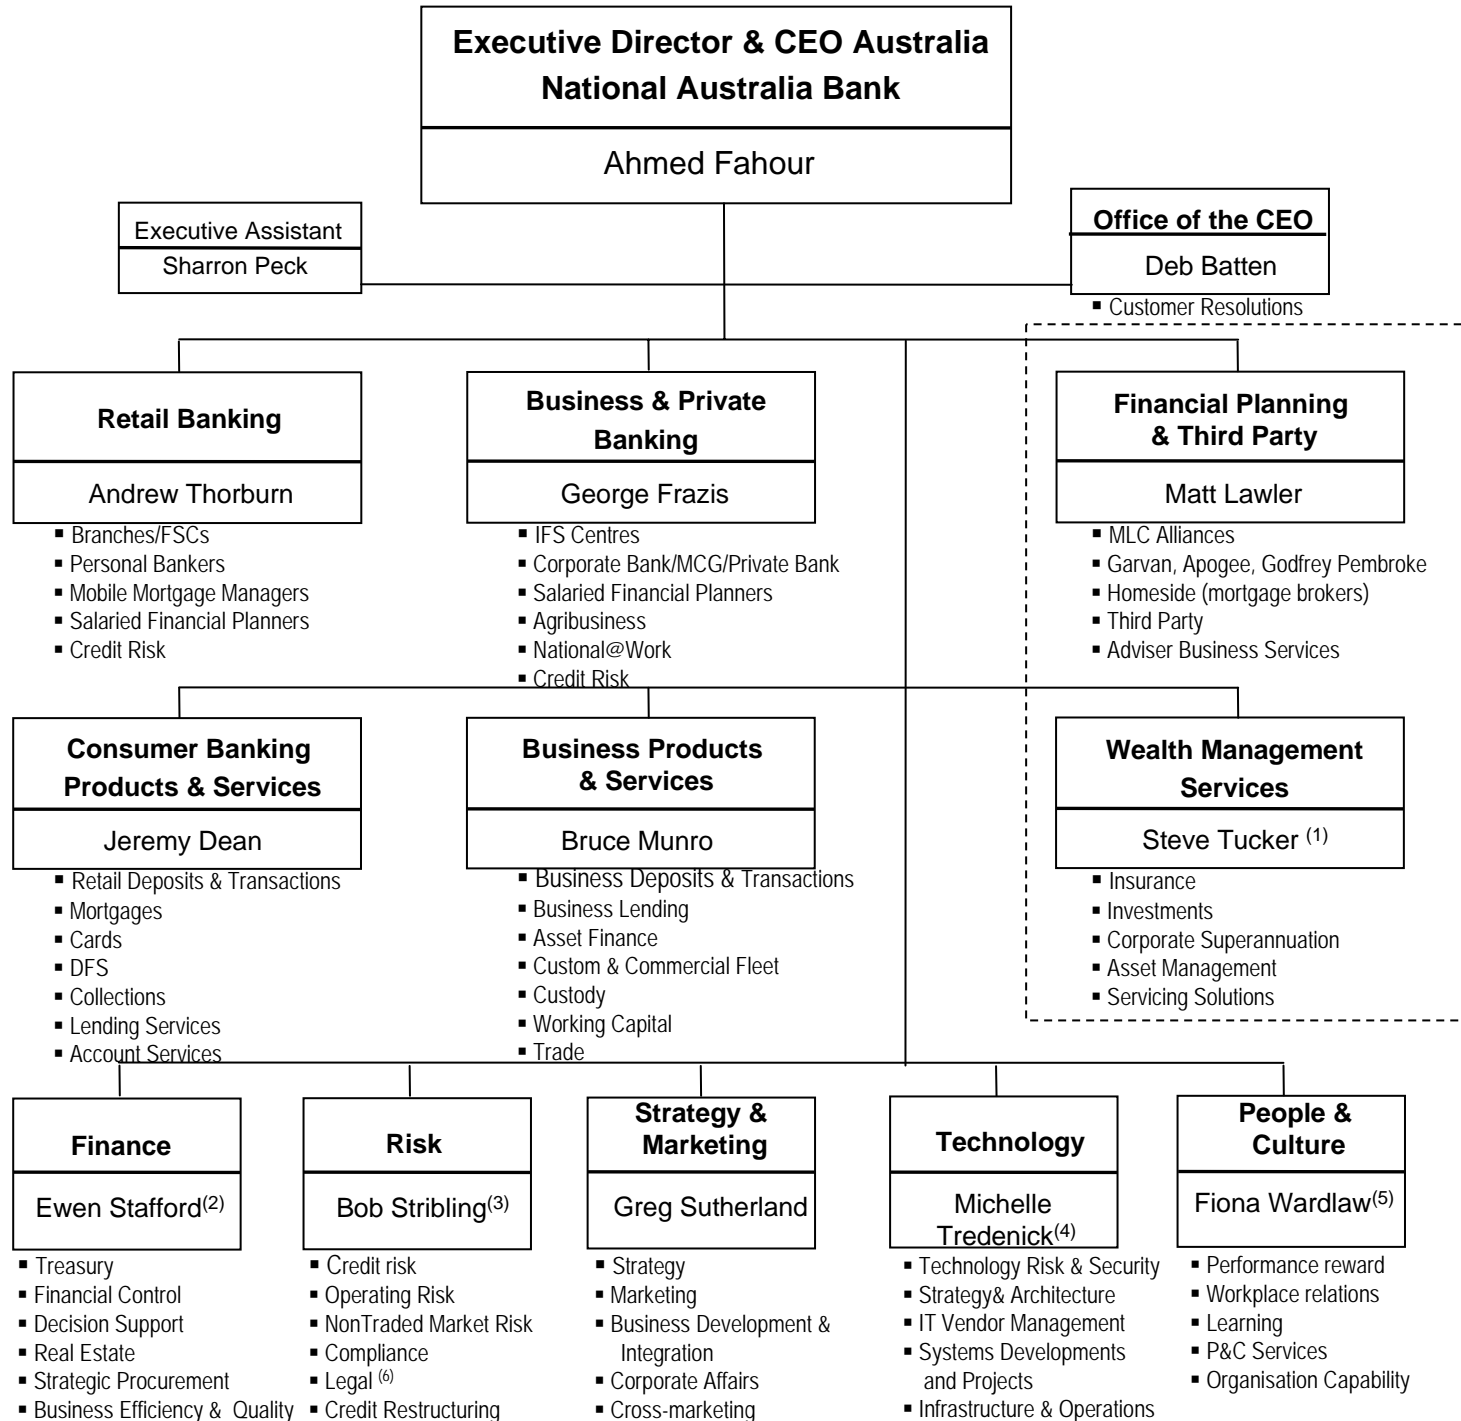 Executive Director & CEO Australia
National Australia Bank
Ahmed Fahour
Executive Assistant
Sharron Peck
Office of the CEO
Deb Batten
▪ Customer Resolutions
Retail Banking
Andrew Thorburn
▪ Branches/FSCs
▪ Personal Bankers
▪ Mobile Mortgage Managers
▪ Salaried Financial Planners
▪ Credit Risk
Business & Private
Banking
George Frazis
▪ IFS Centres
▪ Corporate Bank/MCG/Private Bank
▪ Salaried Financial Planners
▪ Agribusiness
▪ National@Work
▪ Credit Risk
Financial Planning
& Third Party
Matt Lawler
▪ MLC Alliances
▪ Garvan, Apogee, Godfrey Pembroke
▪ Homeside (mortgage brokers)
▪ Third Party
▪ Adviser Business Services
Consumer Banking
Products & Services
Jeremy Dean
▪ Retail Deposits & Transactions
▪ Mortgages
▪ Cards
▪ DFS
▪ Collections
▪ Lending Services
▪ Account Services
Business Products
& Services
Bruce Munro
▪ Business Deposits & Transactions
▪ Business Lending
▪ Asset Finance
▪ Custom & Commercial Fleet
▪ Custody
▪ Working Capital
▪ Trade
Wealth Management
Services
Steve Tucker (1)
▪ Insurance
▪ Investments
▪ Corporate Superannuation
▪ Asset Management
▪ Servicing Solutions
Finance
Ewen Stafford(2)
▪ Treasury
▪ Financial Control
▪ Decision Support
▪ Real Estate
▪ Strategic Procurement
▪ Business Efficiency & Quality
Risk
Bob Stribling(3)
▪ Credit risk
▪ Operating Risk
▪ NonTraded Market Risk
▪ Compliance
▪ Legal (6)
▪ Credit Restructuring
Strategy &
Marketing
Greg Sutherland
▪ Strategy
▪ Marketing
▪ Business Development &
Integration
▪ Corporate Affairs
▪ Cross-marketing
Technology
Michelle
Tredenick(4)
▪ Technology Risk & Security
▪ Strategy& Architecture
▪ IT Vendor Management
▪ Systems Developments
and Projects
▪ Infrastructure & Operations
People &
Culture
Fiona Wardlaw(5)
▪ Performance reward
▪ Workplace relations
▪ Learning
▪ P&C Services
▪ Organisation Capability